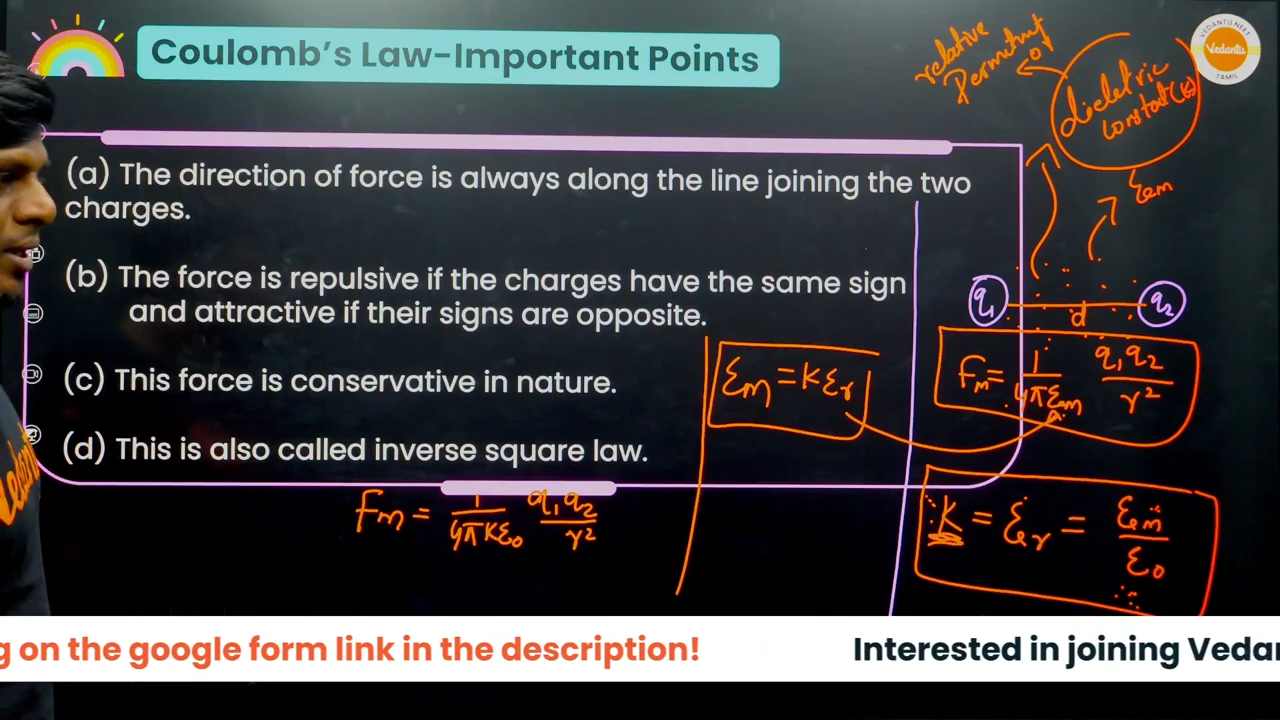 Coulomb's Law-Important Points
VEDANTU NEET
Vedantu
TAMIL
relative
dielctric
constat(k)
εm
(a) The direction of force is always along the line joining the two
charges.
(b) The force is repulsive if the charges have the same sign
and attractive if their signs are opposite.
(c) This force is conservative in nature.
(d) This is also called inverse square law.
q1 d q2
Fm = 1/4πεm q1q2/r²
εm = Kεr
K = εr = εm/ε0
Fm = 1/4πKε0 q1q2/r²
g on the google form link in the description!
Interested in joining Vedan